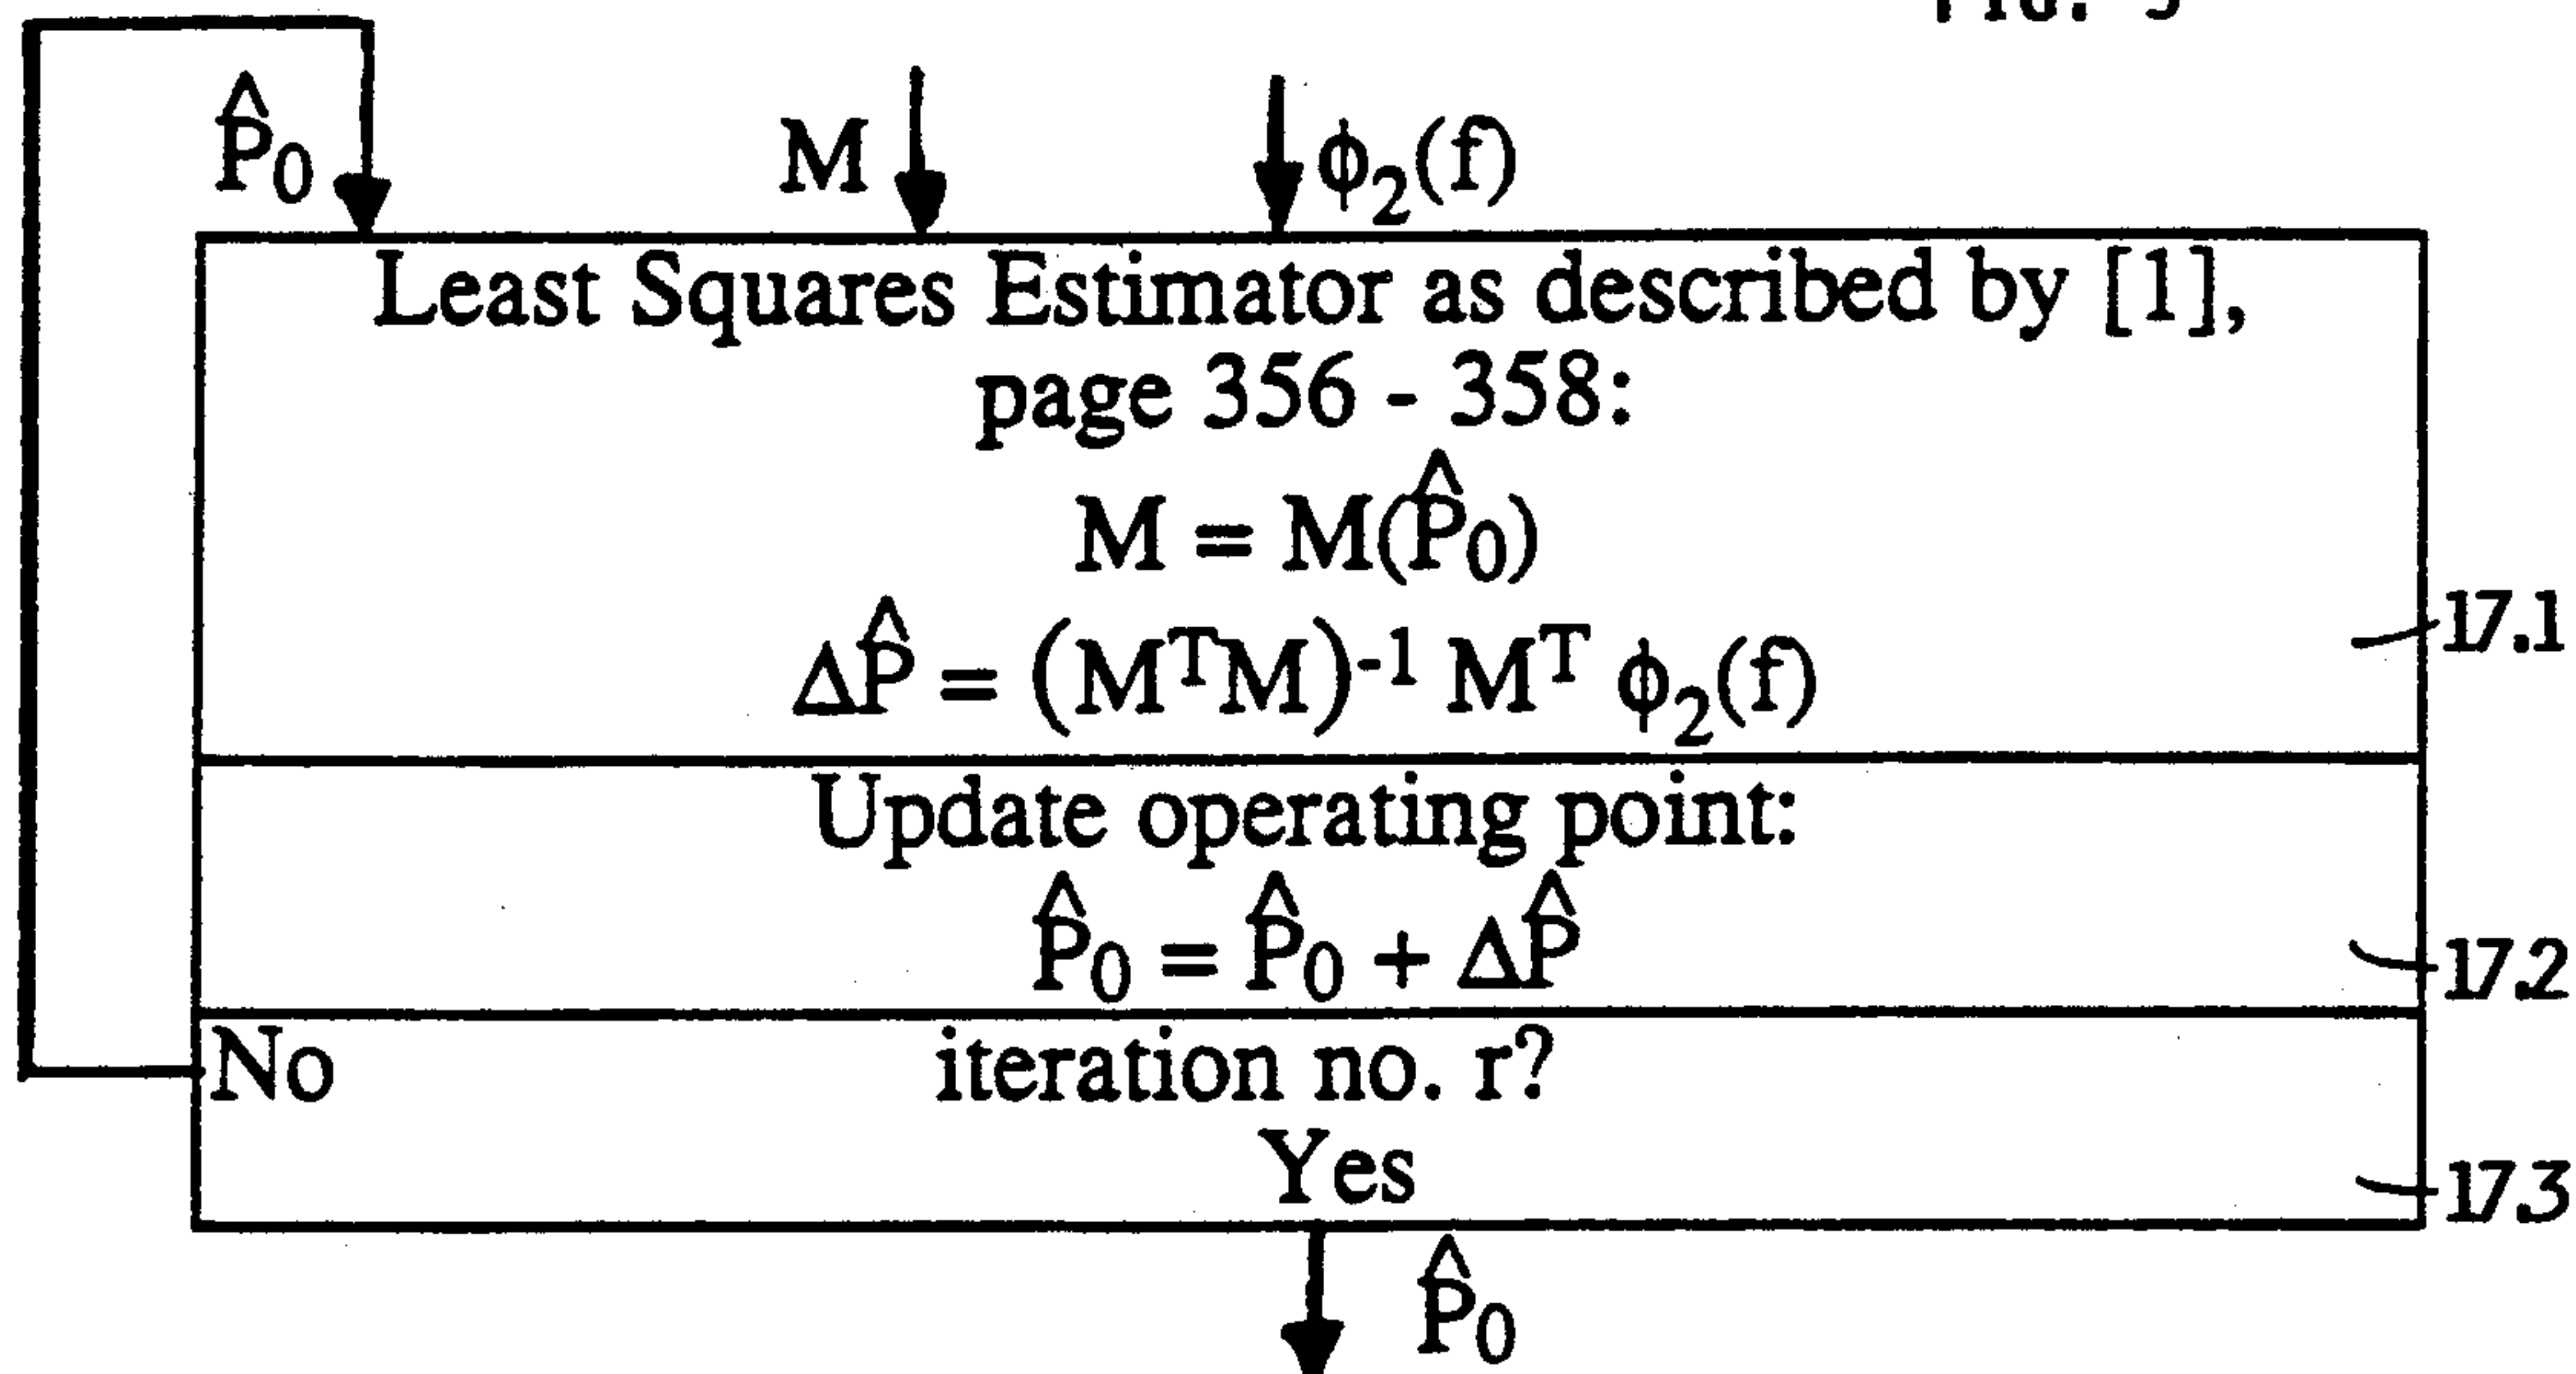 P̂₀ M ϕ₂(f)
Least Squares Estimator as described by [1],
page 356 - 358:
M = M(P̂₀)
ΔP̂ = (MᵀM)⁻¹ Mᵀ ϕ₂(f)
17.1
Update operating point:
P̂₀ = P̂₀ + ΔP̂
17.2
No iteration no. r?
Yes
17.3
P̂₀